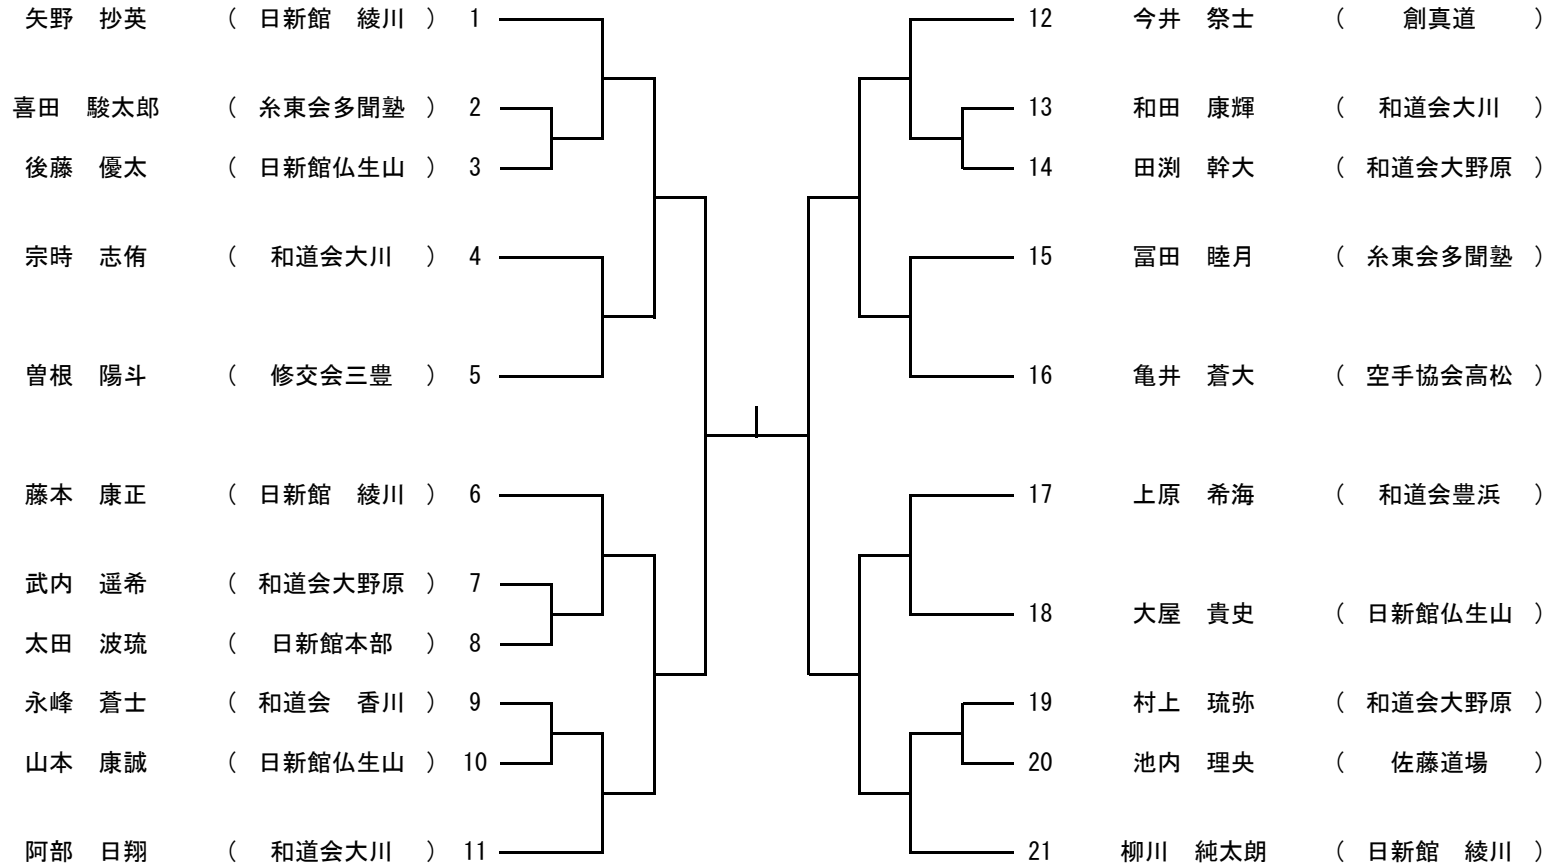 矢野　抄英　（　日新館　綾川　）　1
喜田　駿太郎　（　糸東会多聞塾　）　2
後藤　優太　（　日新館仏生山　）　3
宗時　志侑　（　和道会大川　）　4
曽根　陽斗　（　修交会三豊　）　5
藤本　康正　（　日新館　綾川　）　6
武内　遥希　（　和道会大野原　）　7
太田　波琉　（　日新館本部　）　8
永峰　蒼士　（　和道会　香川　）　9
山本　康誠　（　日新館仏生山　）　10
阿部　日翔　（　和道会大川　）　11
12　今井　祭士　（　創真道　）
13　和田　康輝　（　和道会大川　）
14　田渕　幹大　（　和道会大野原　）
15　冨田　睦月　（　糸東会多聞塾　）
16　亀井　蒼大　（　空手協会高松　）
17　上原　希海　（　和道会豊浜　）
18　大屋　貴史　（　日新館仏生山　）
19　村上　琉弥　（　和道会大野原　）
20　池内　理央　（　佐藤道場　）
21　柳川　純太朗　（　日新館　綾川　）